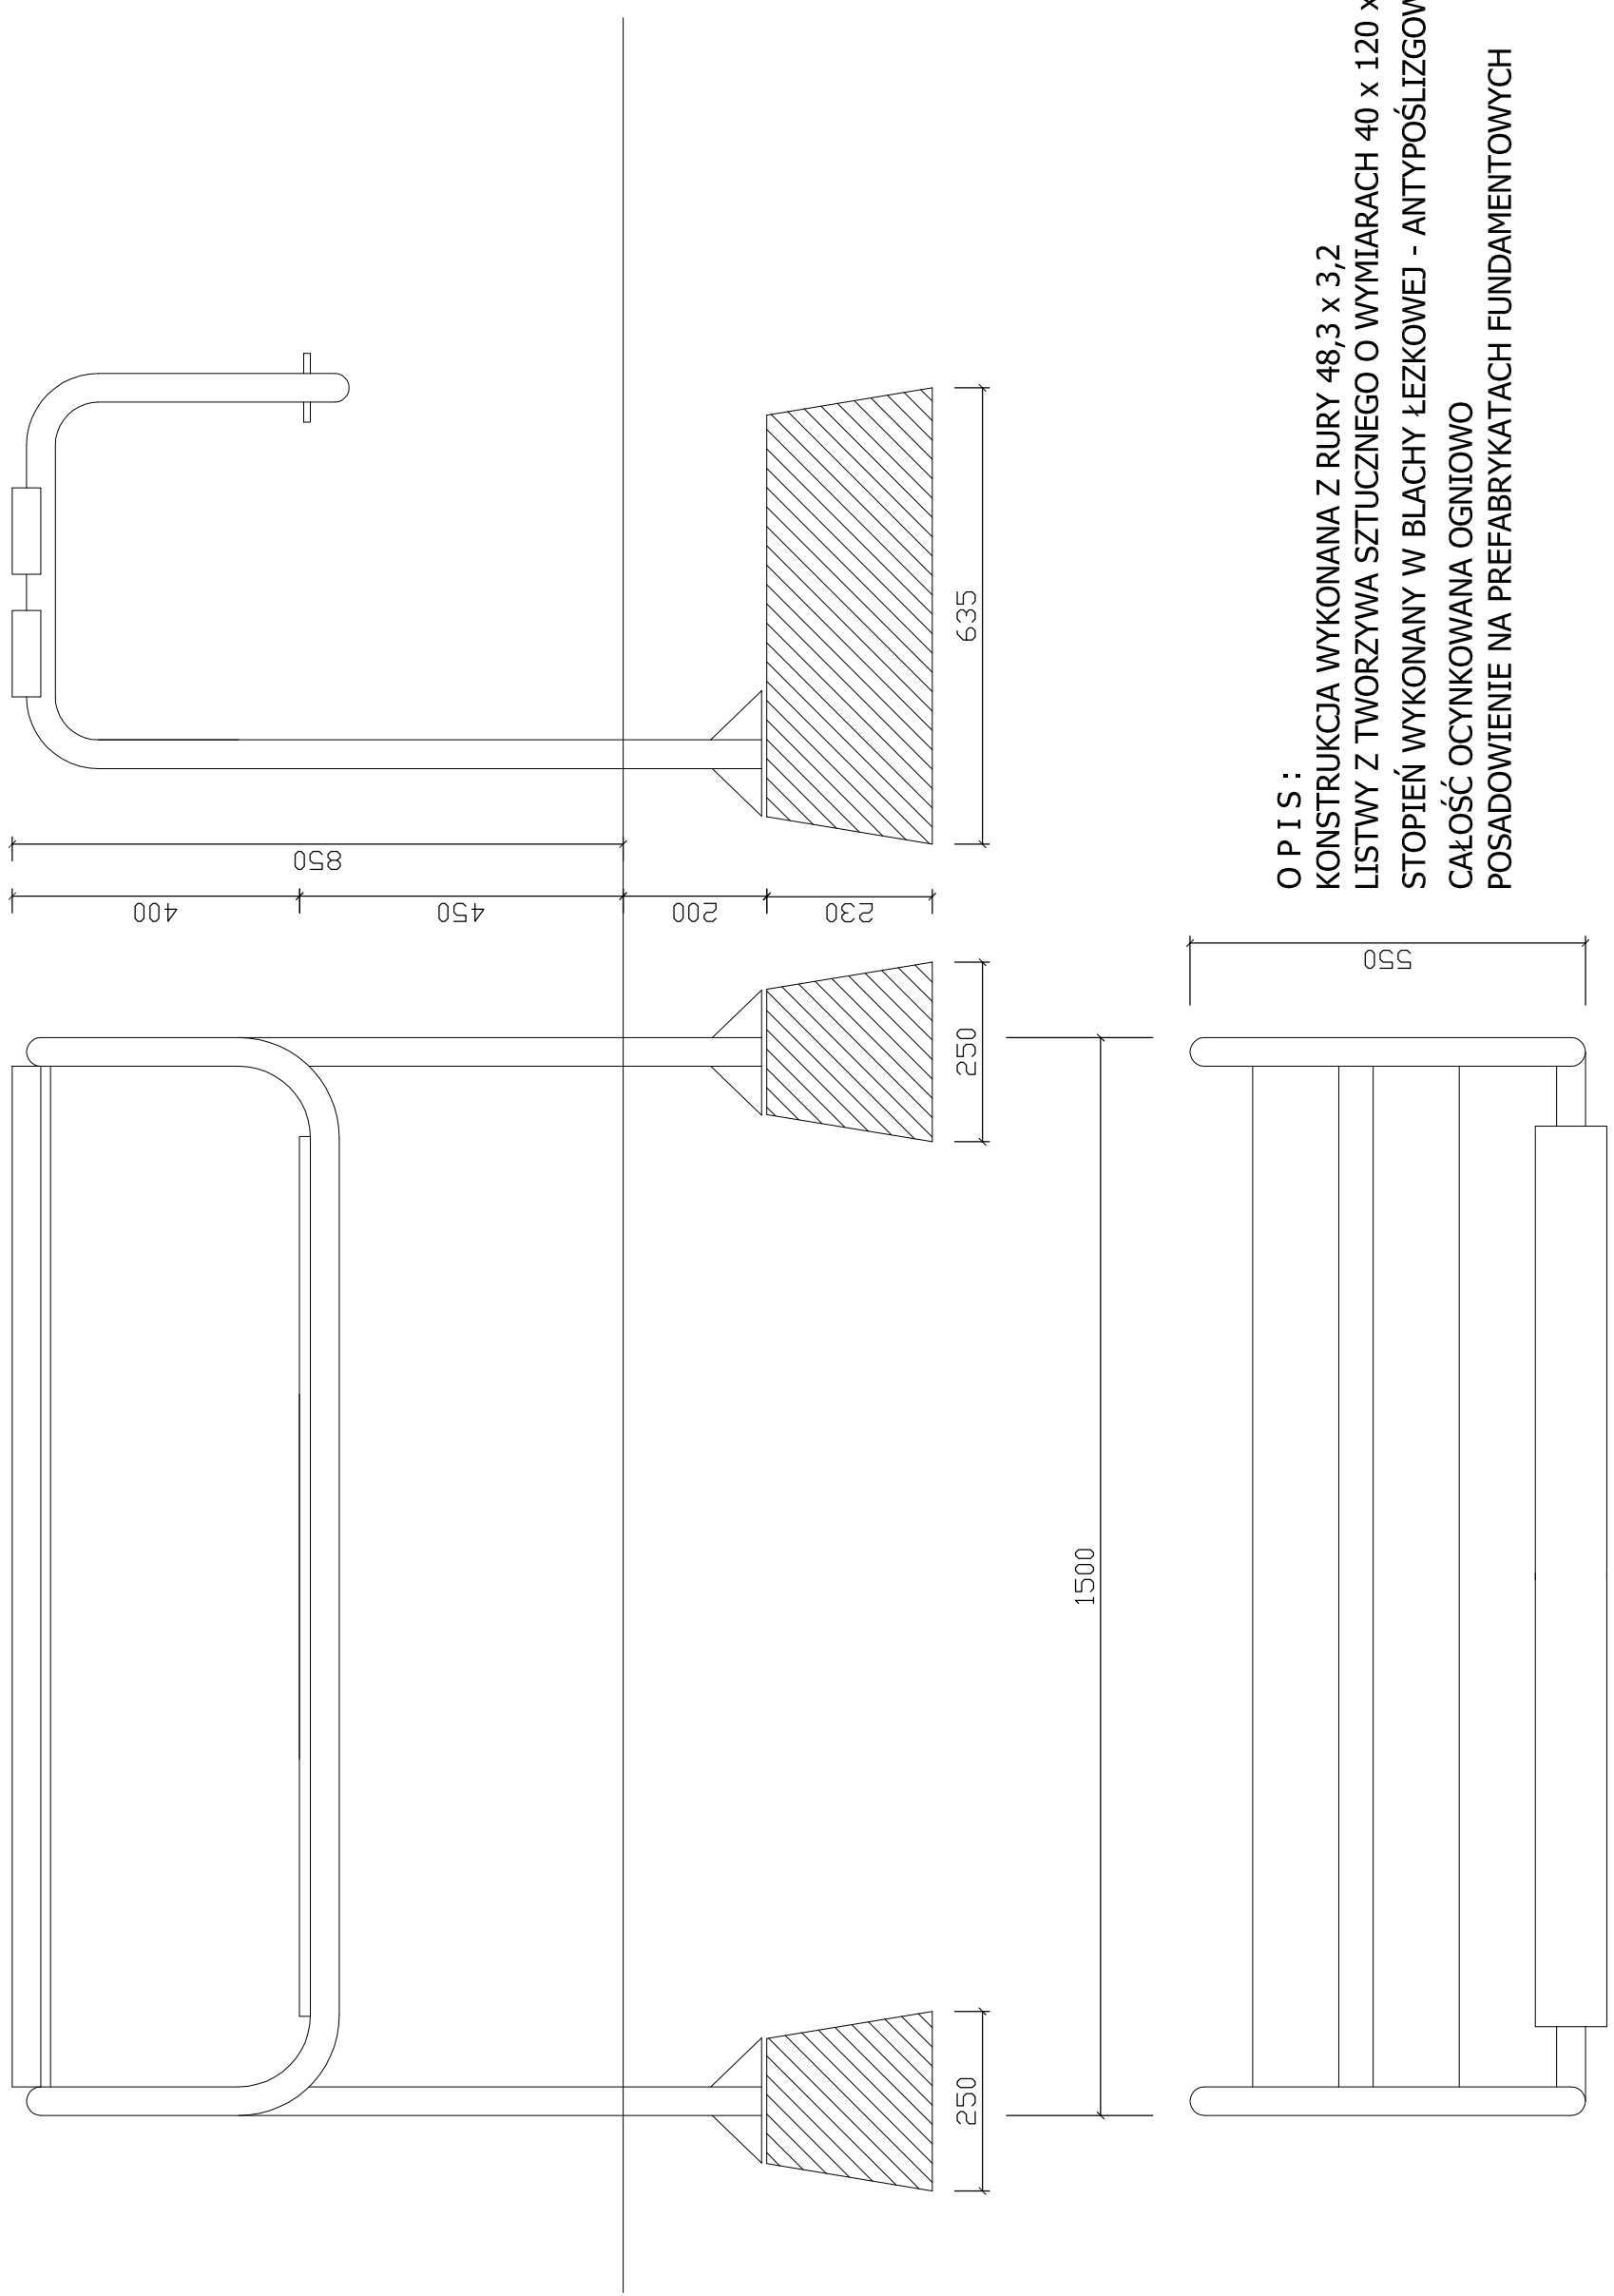 400
450
850
200
230
635
250
250
1500
550
O P I S :
KONSTRUKCJA WYKONANA Z RURY 48,3 x 3,2
LISTWY Z TWORZYWA SZTUCZNEGO O WYMIARACH 40 x 120 x
STOPIEŃ WYKONANY W BLACHY ŁEZKOWEJ - ANTYPOŚLIZGOW
CAŁOŚĆ OCYNKOWANA OGNIOWO
POSADOWIENIE NA PREFABRYKATACH FUNDAMENTOWYCH